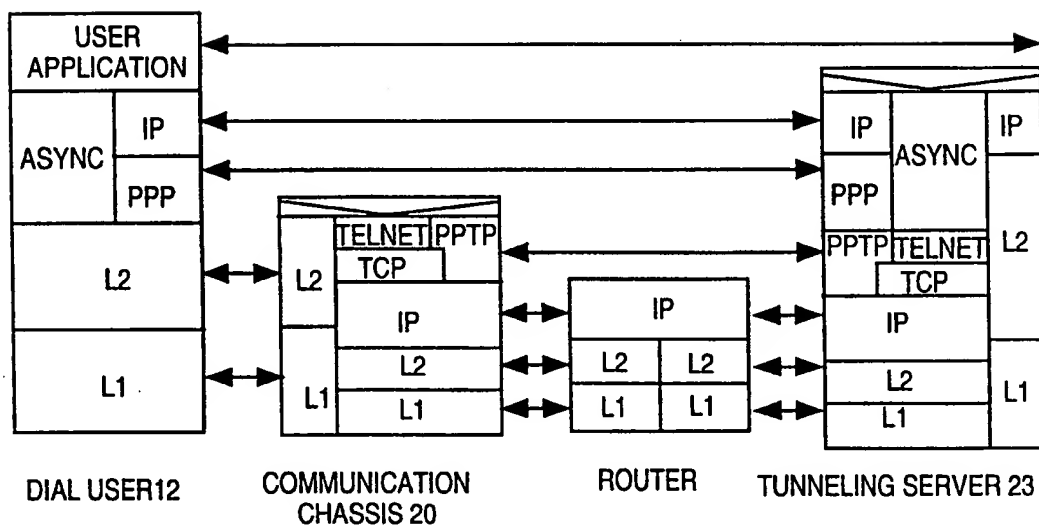 USER
APPLICATION
ASYNC
IP
PPP
L2
L1
DIAL USER12
L2
L1
TELNET
PPTP
TCP
IP
L2
L1
COMMUNICATION
CHASSIS 20
IP
L2
L2
L1
L1
ROUTER
IP
ASYNC
IP
PPP
L2
PPTP
TELNET
TCP
IP
L2
L1
L1
TUNNELING SERVER 23